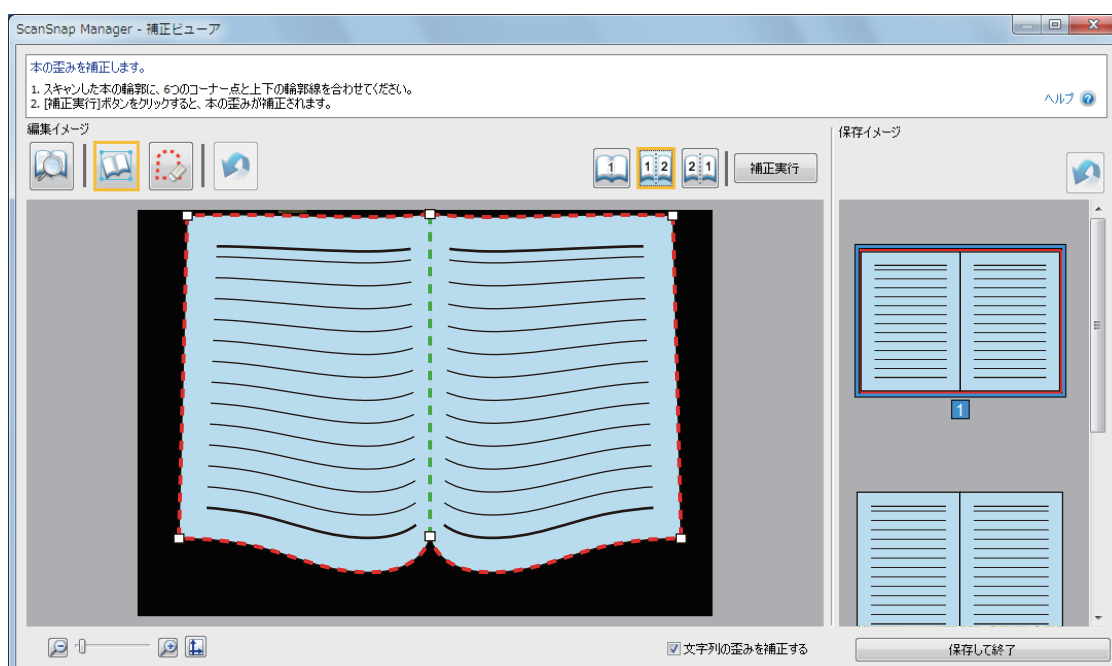 ScanSnap Manager - 補正ビューア
本の歪みを補正します。
1. スキャンした本の輪郭に、6つのコーナー点と上下の輪郭線を合わせてください。
2. [補正実行]ボタンをクリックすると、本の歪みが補正されます。
ヘルプ
編集イメージ
保存イメージ
1
1 2
2 1
補正実行
1
文字列の歪みを補正する
保存して終了